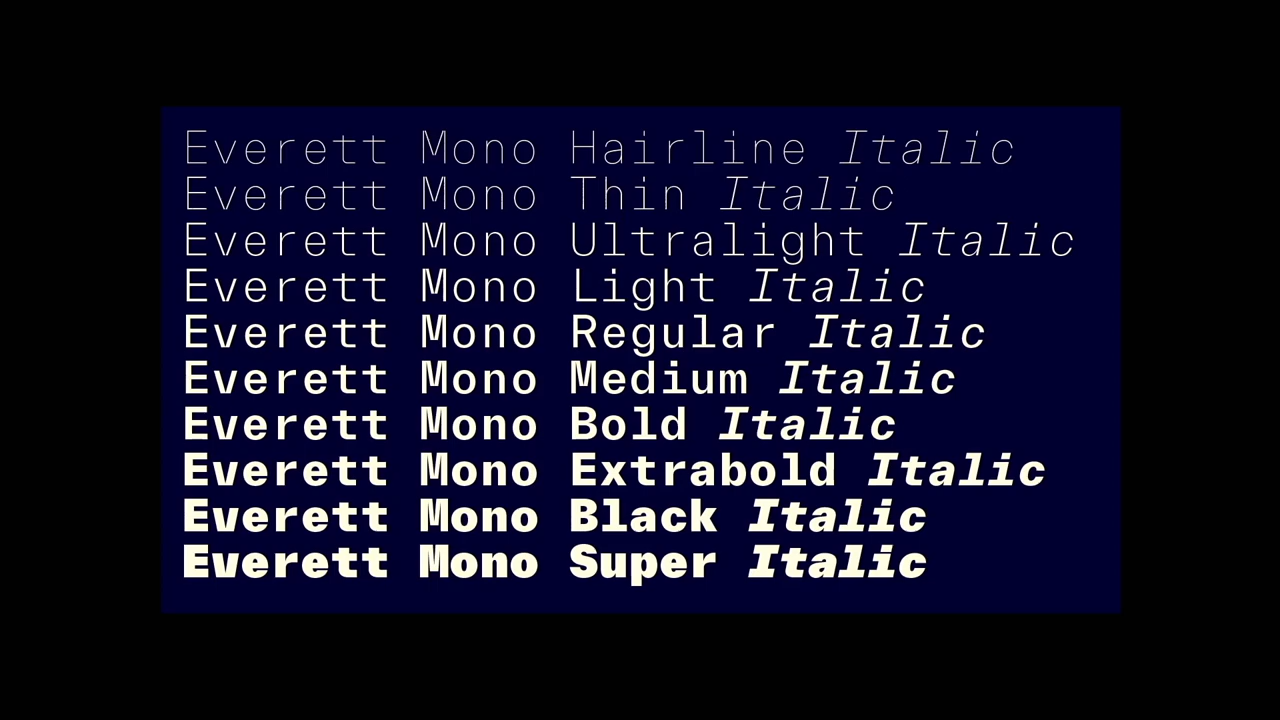 Everett Mono Hairline Italic
Everett Mono Thin Italic
Everett Mono Ultralight Italic
Everett Mono Light Italic
Everett Mono Regular Italic
Everett Mono Medium Italic
Everett Mono Bold Italic
Everett Mono Extrabold Italic
Everett Mono Black Italic
Everett Mono Super Italic